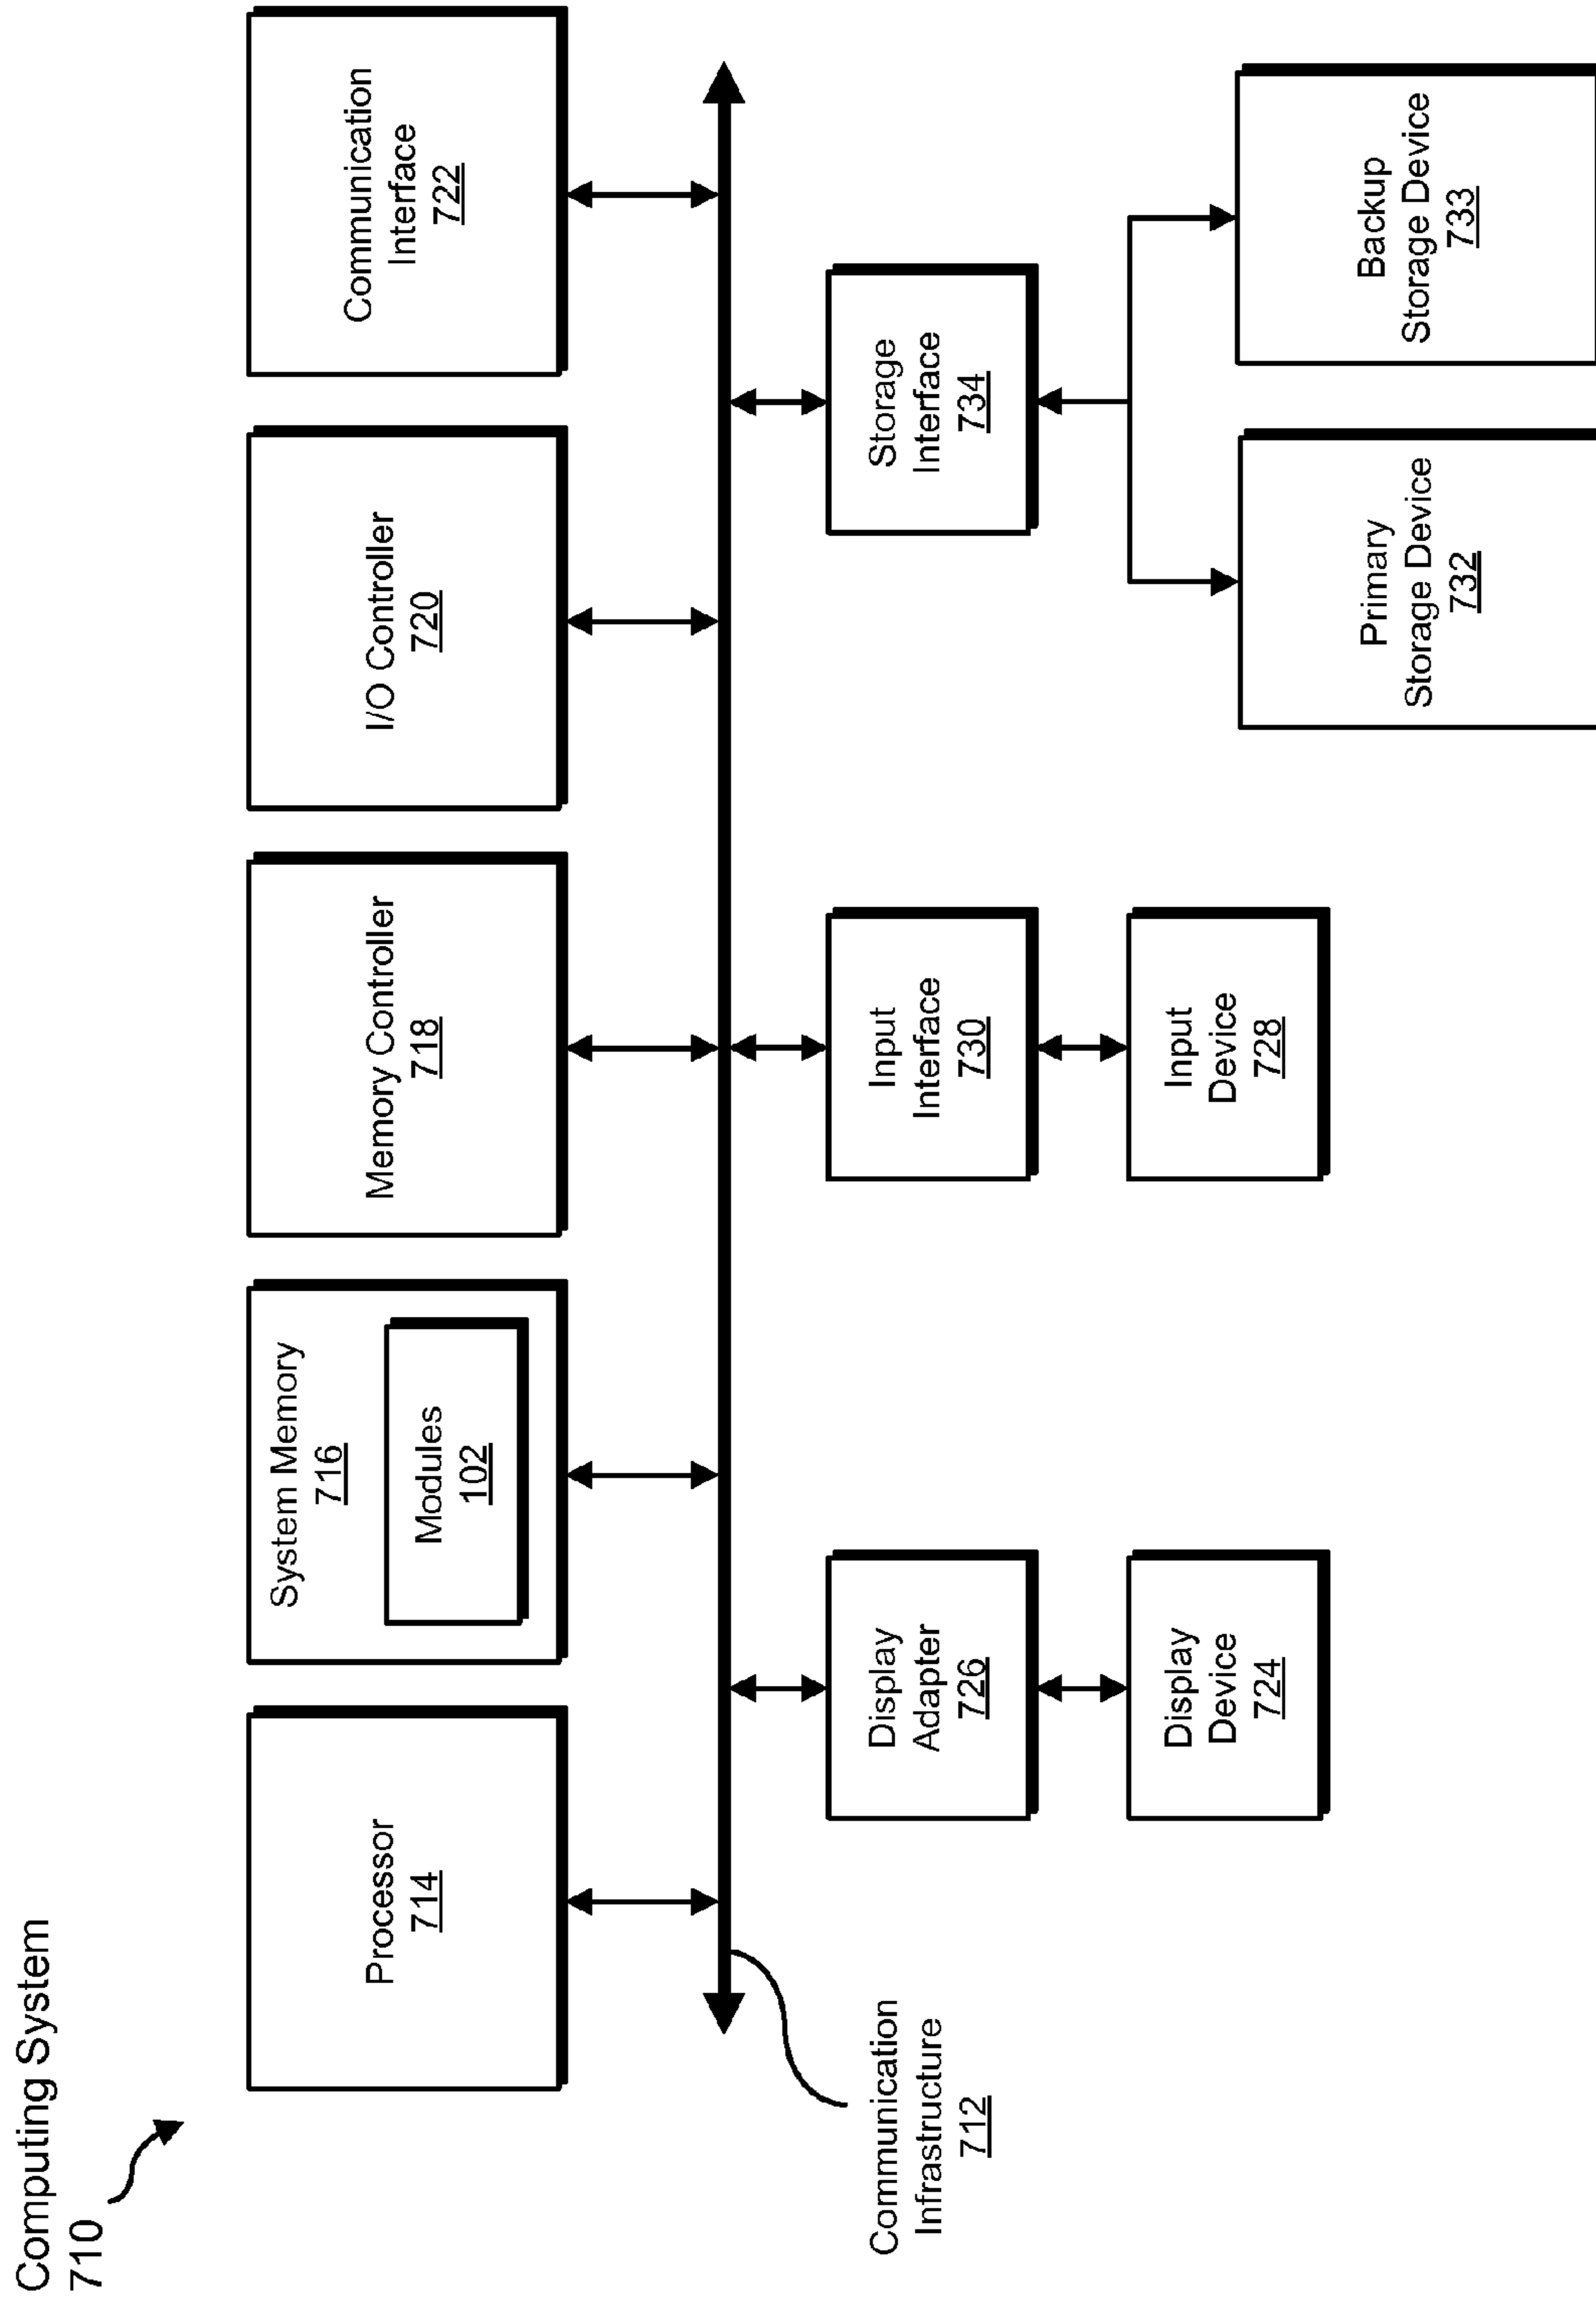 Computing System
710
Processor
714
System Memory
716
Modules
102
Memory Controller
718
I/O Controller
720
Communication
Interface
722
Communication
Infrastructure
712
Display
Adapter
726
Input
Interface
730
Storage
Interface
734
Display
Device
724
Input
Device
728
Primary
Storage Device
732
Backup
Storage Device
733